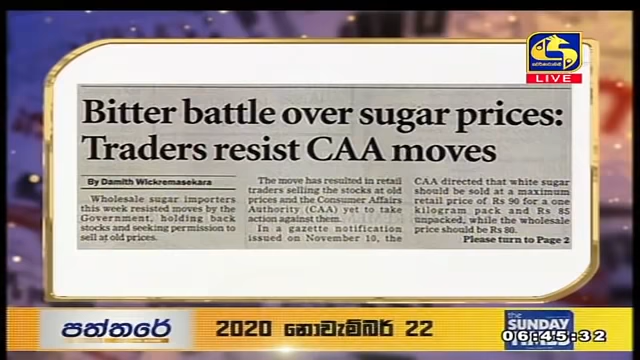 ස්වර්ණවාහිනී
LIVE
Bitter battle over sugar prices:
Traders resist CAA moves
By Damith Wickremasekara
Wholesale sugar importers
this week resisted moves by the
Government, holding back
stocks and seeking permission to
sell at old prices.
The move has resulted in retail
traders selling the stocks at old
prices and the Consumer Affairs
Authority (CAA) yet to take
action against them.
In a gazette notification
issued on November 10, the
CAA directed that white sugar
should be sold at a maximum
retail price of Rs 90 for a one
kilogram pack and Rs 85
unpacked, while the wholesale
price should be Rs 80.
Please turn to Page 2
පත්තරේ
2020 නොවැම්බර් 22
the
SUNDAY
TIMES
06:45:32